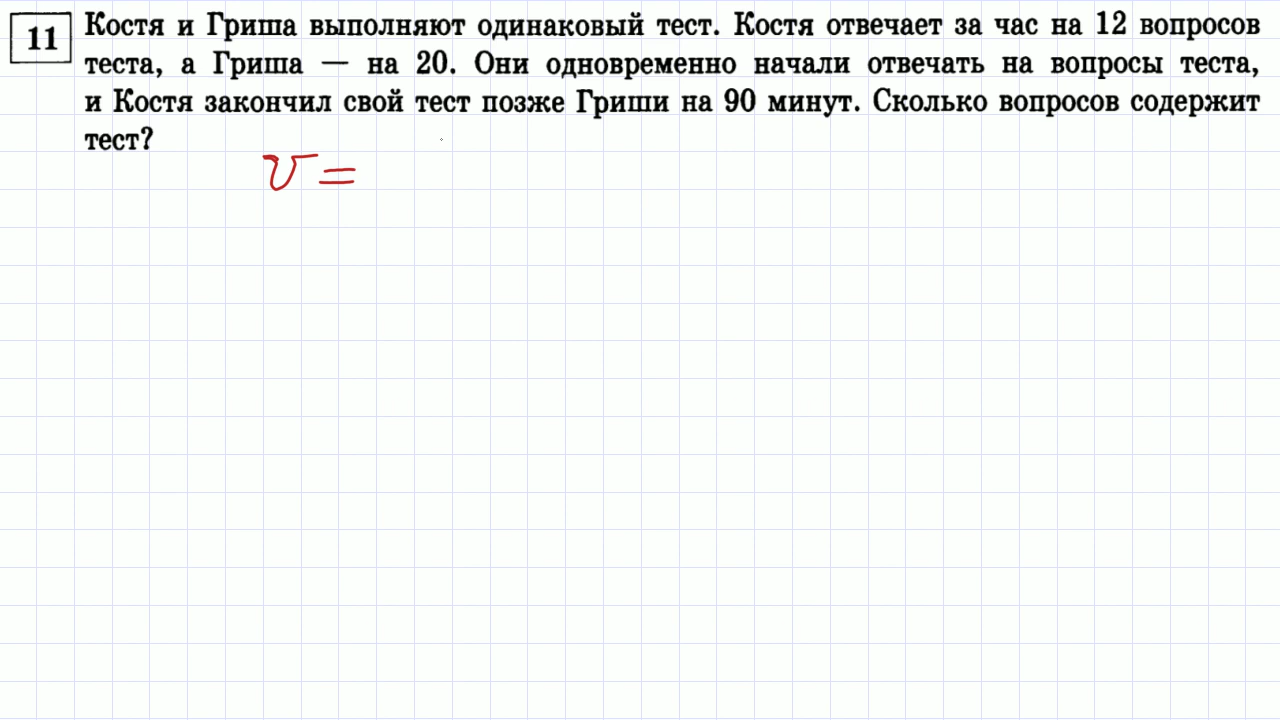 11 Костя и Гриша выполняют одинаковый тест. Костя отвечает за час на 12 вопросов
теста, а Гриша — на 20. Они одновременно начали отвечать на вопросы теста,
и Костя закончил свой тест позже Гриши на 90 минут. Сколько вопросов содержит
тест?
v =